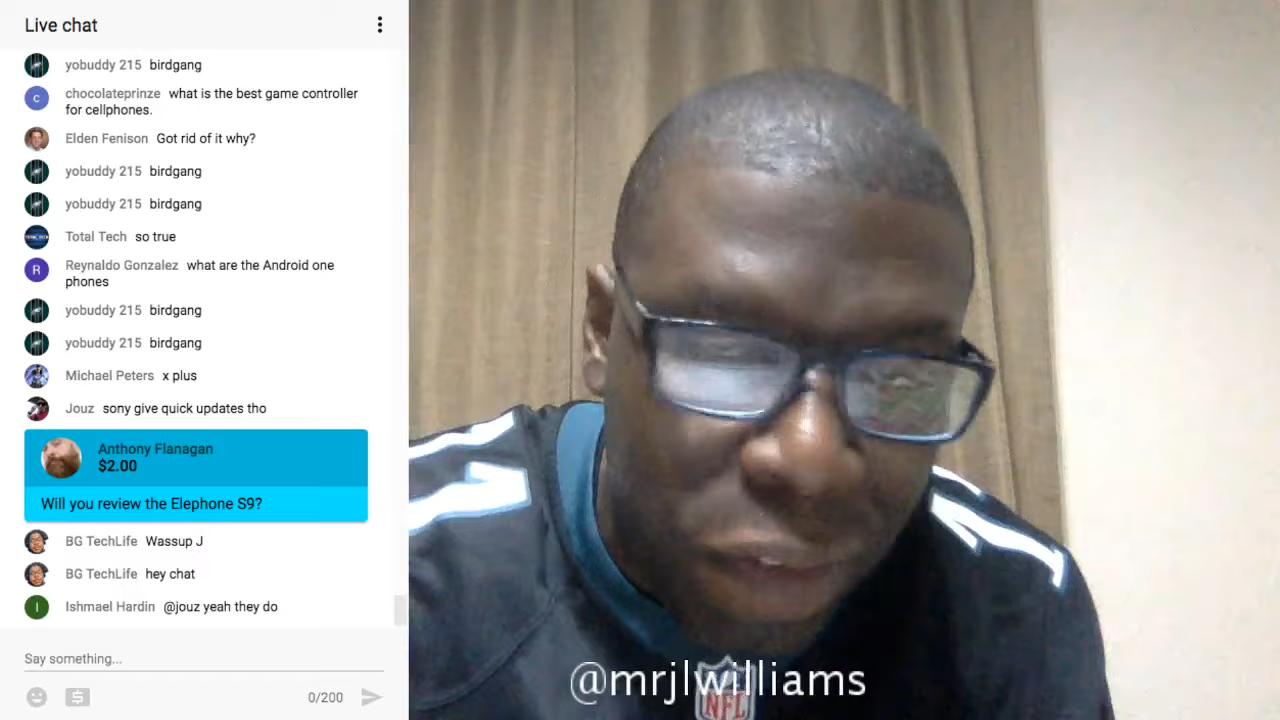 Live chat
yobuddy 215 birdgang
chocolateprinze what is the best game controller
for cellphones.
Elden Fenison Got rid of it why?
yobuddy 215 birdgang
yobuddy 215 birdgang
Total Tech so true
Reynaldo Gonzalez what are the Android one
phones
yobuddy 215 birdgang
yobuddy 215 birdgang
Michael Peters x plus
Jouz sony give quick updates tho
Anthony Flanagan
$2.00
Will you review the Elephone S9?
BG TechLife Wassup J
BG TechLife hey chat
Ishmael Hardin @jouz yeah they do
Say something...
0/200
C
R
I
@mrjlwilliams
NFL